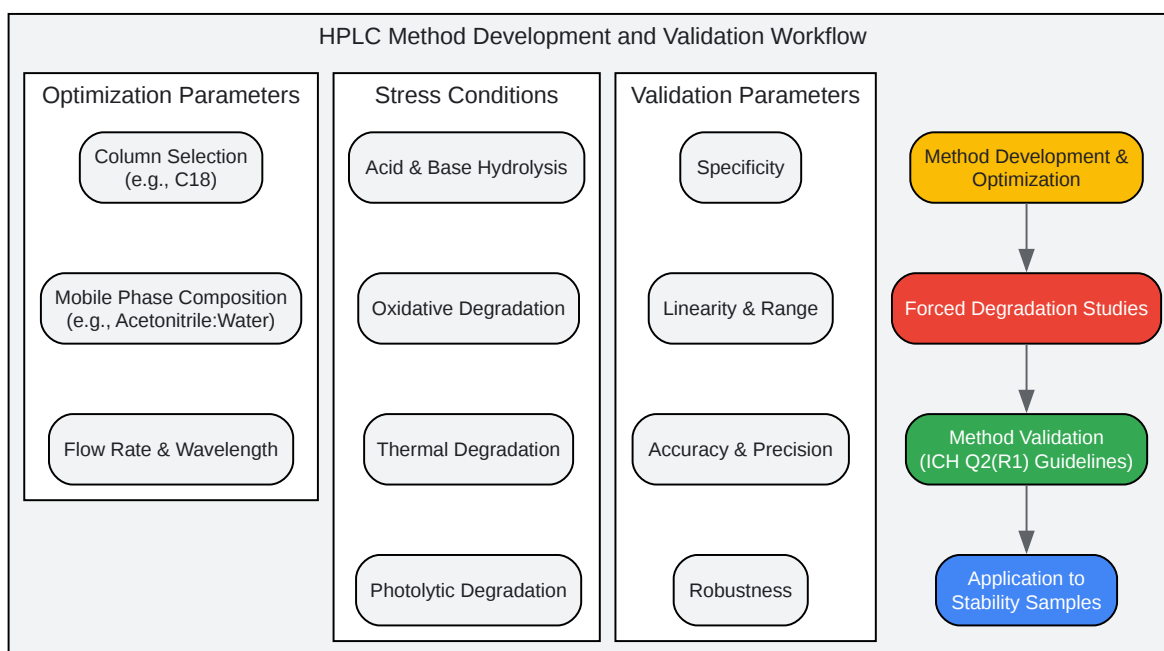 HPLC Method Development and Validation Workflow
Optimization Parameters
Column Selection
(e.g., C18)
Mobile Phase Composition
(e.g., Acetonitrile:Water)
Flow Rate & Wavelength
Stress Conditions
Acid & Base Hydrolysis
Oxidative Degradation
Thermal Degradation
Photolytic Degradation
Validation Parameters
Specificity
Linearity & Range
Accuracy & Precision
Robustness
Method Development &
Optimization
Forced Degradation Studies
Method Validation
(ICH Q2(R1) Guidelines)
Application to
Stability Samples